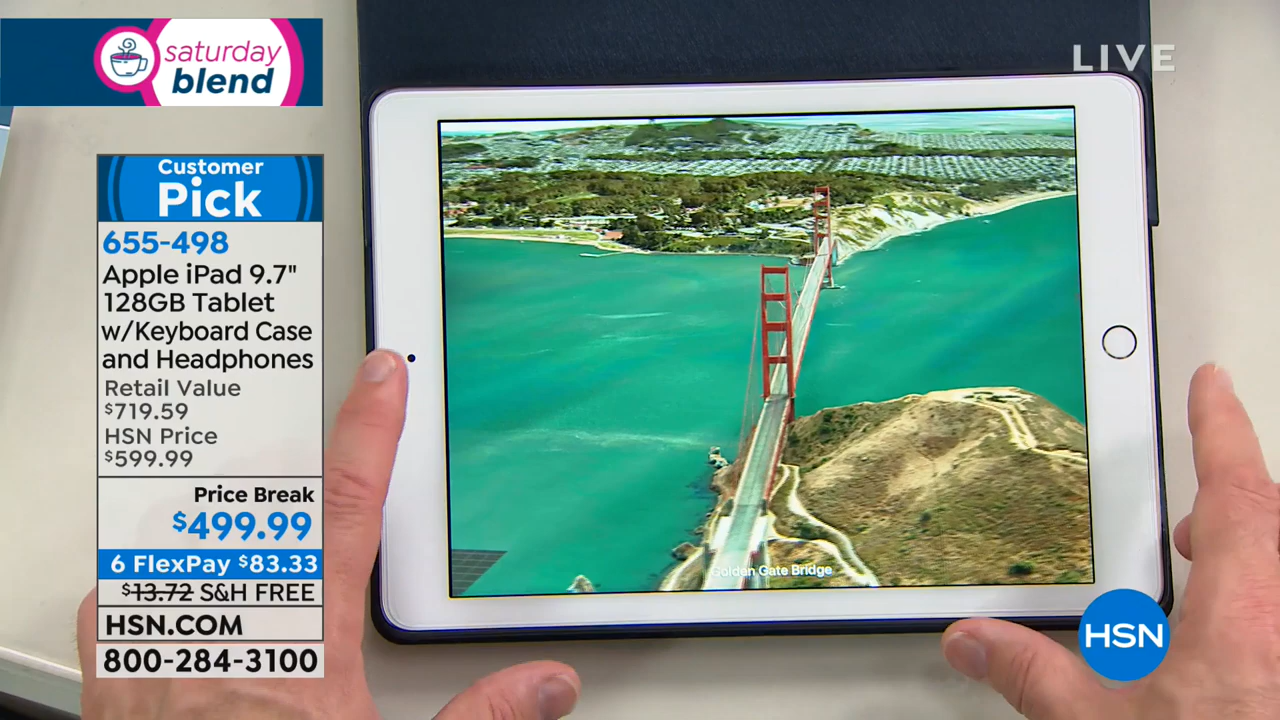 saturday
blend
LIVE
Customer
Pick
655-498
Apple iPad 9.7"
128GB Tablet
w/Keyboard Case
and Headphones
Retail Value
$719.59
HSN Price
$599.99
Price Break
$499.99
6 FlexPay $83.33
$13.72 S&H FREE
HSN.COM
800-284-3100
Golden Gate Bridge
HSN